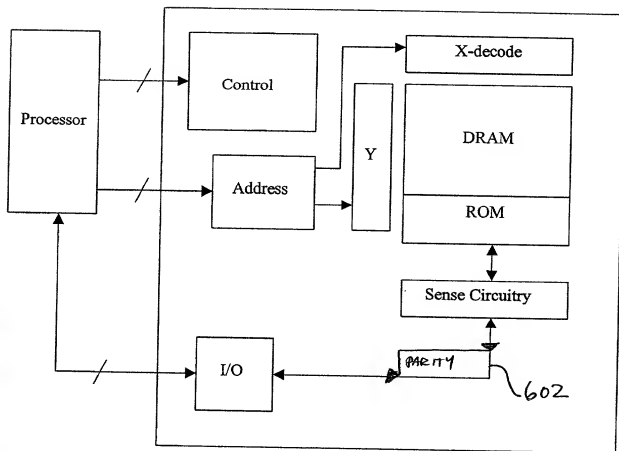 X-decode
Control
Processor
DRAM
Y
Address
ROM
Sense Circuitry
PARITY
I/O
602